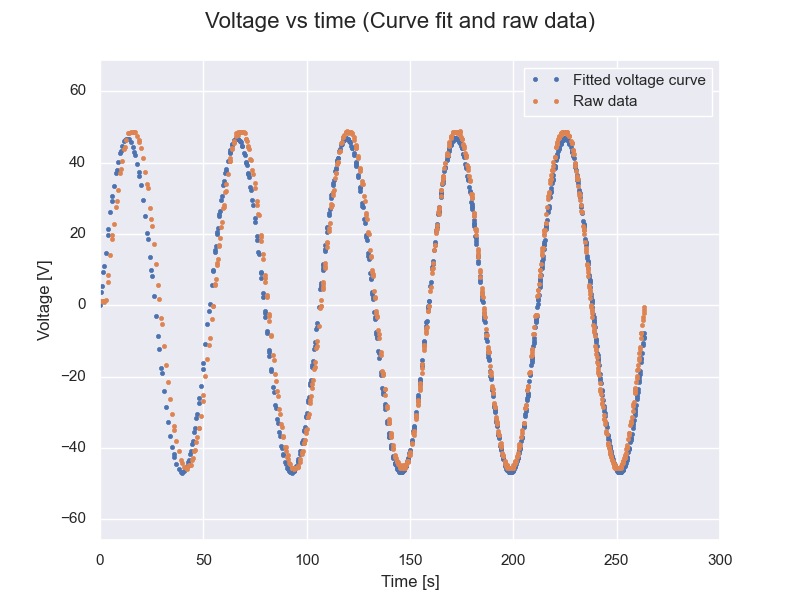 Voltage vs time (Curve fit and raw data)
Fitted voltage curve
Raw data
60
40
20
0
−20
−40
−60
Voltage [V]
0 50 100 150 200 250 300
Time [s]